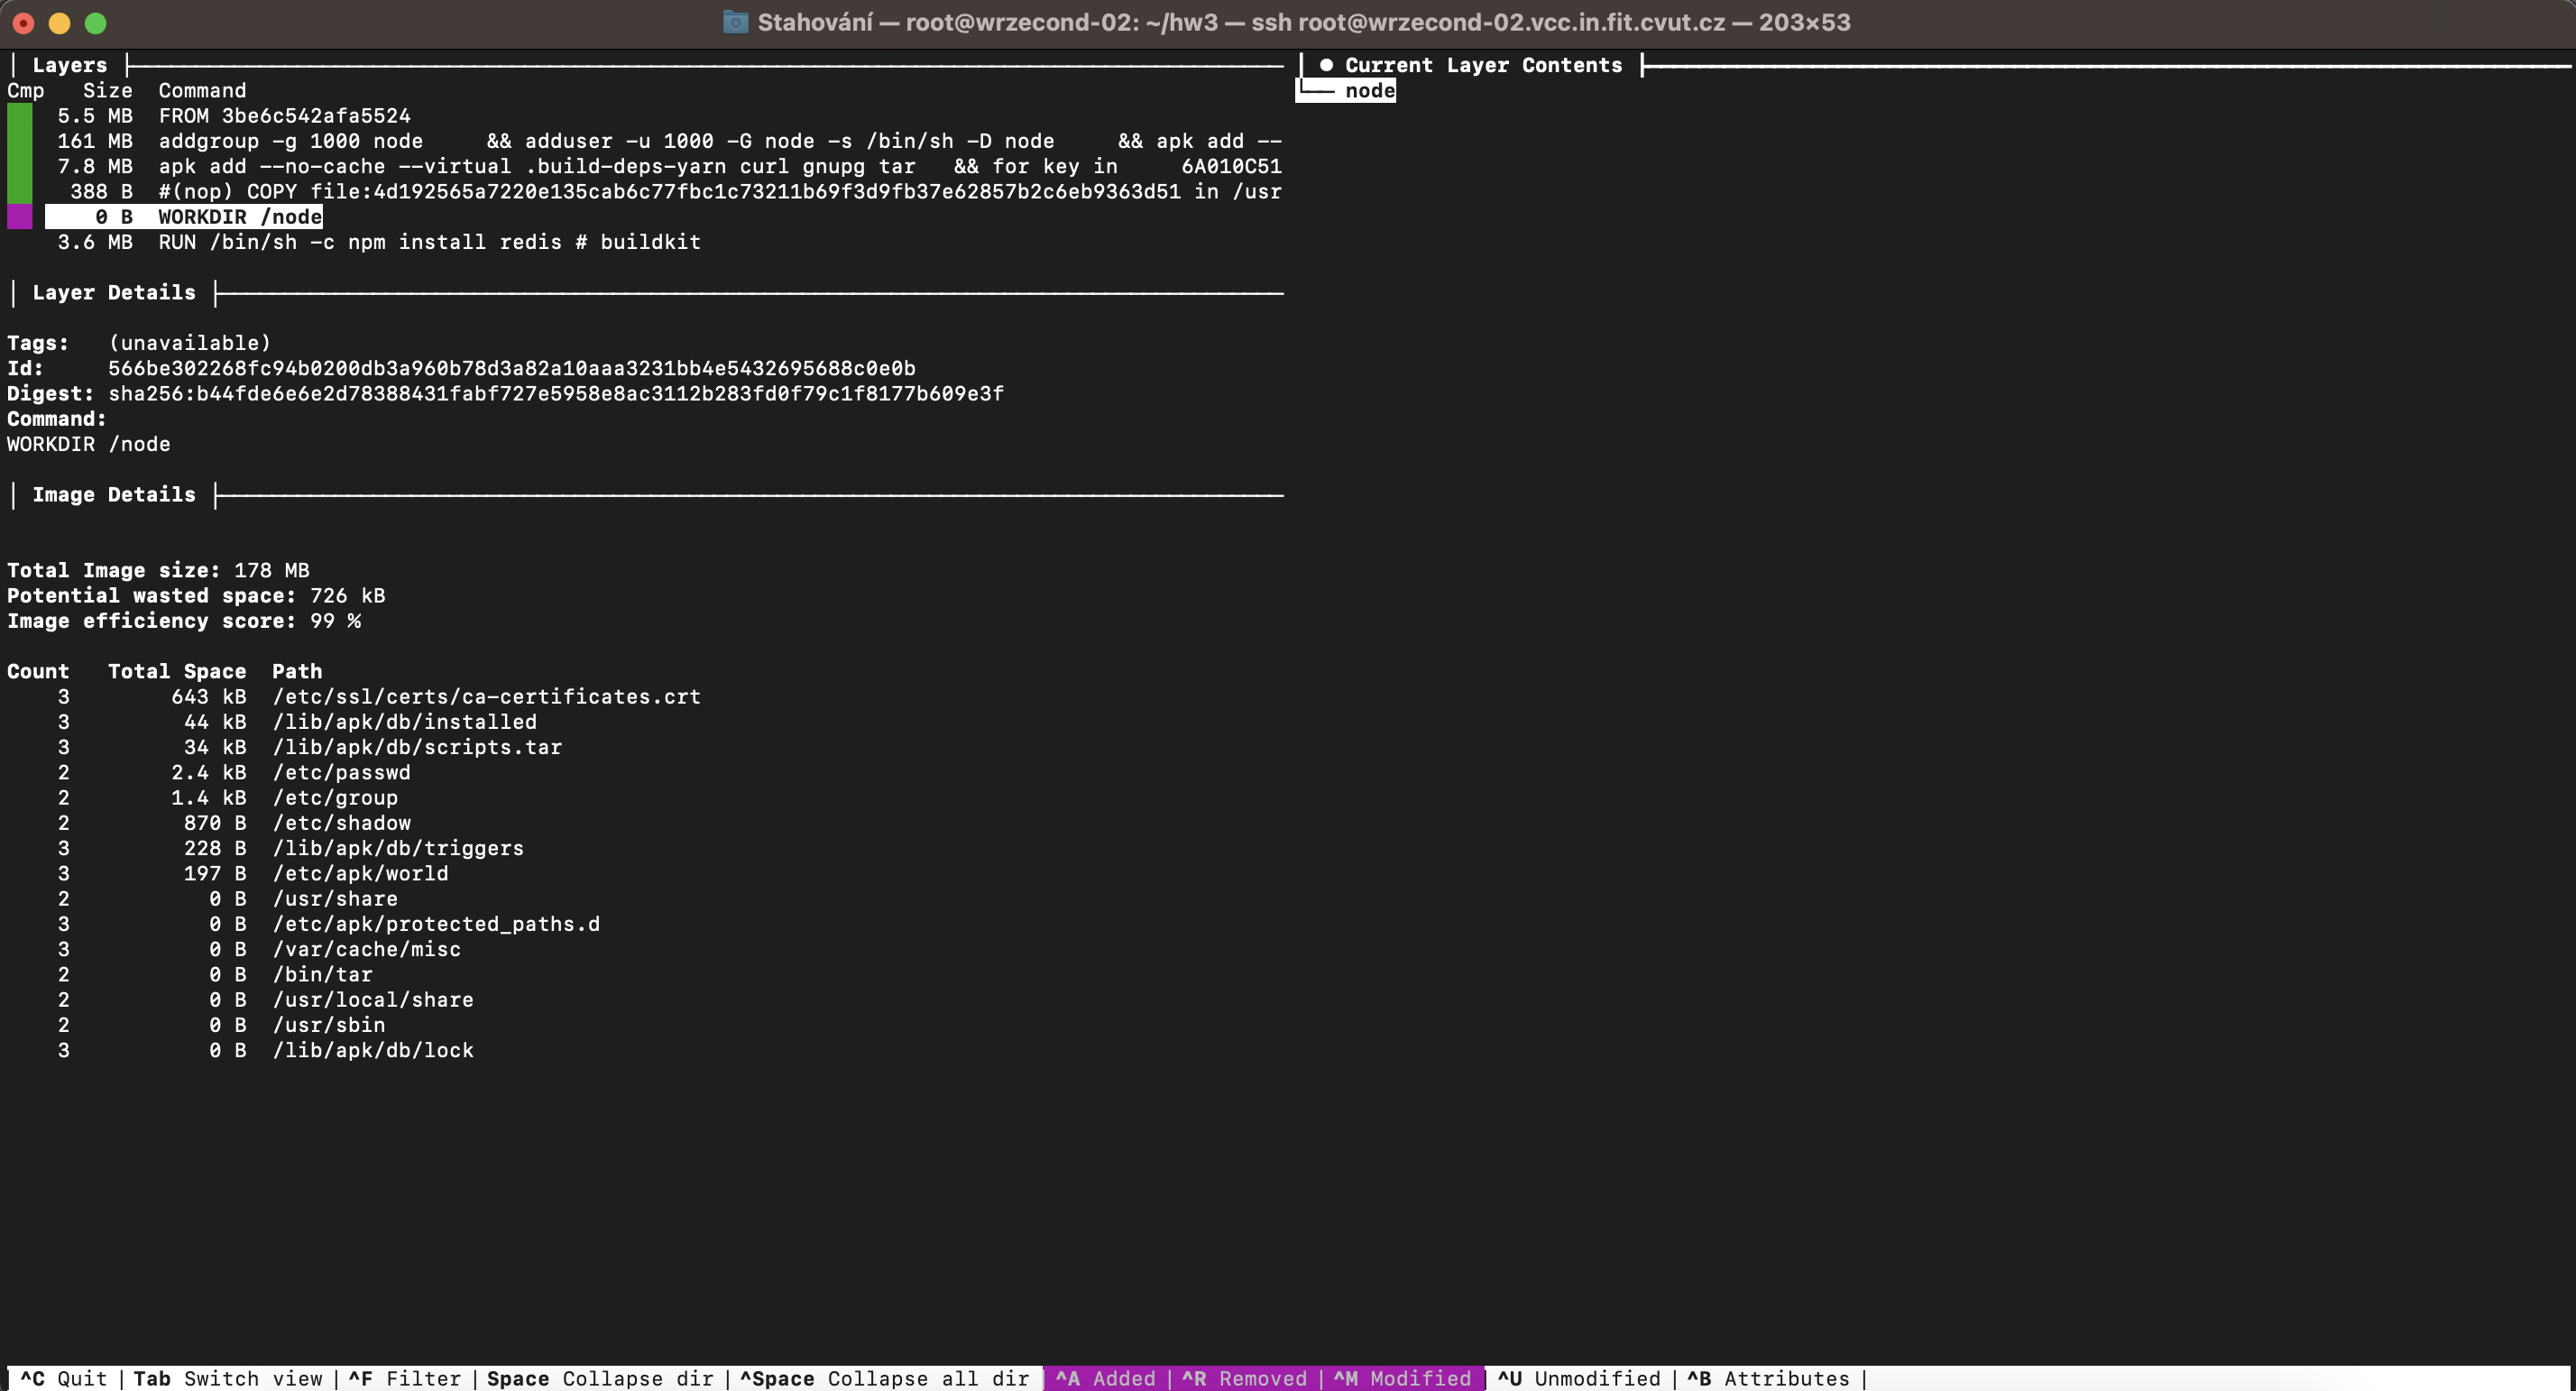 Stahování — root@wrzecond-02: ~/hw3 — ssh root@wrzecond-02.vcc.in.fit.cvut.cz — 203×53
Layers
Cmp Size Command
5.5 MB FROM 3be6c542afa5524
161 MB addgroup -g 1000 node && adduser -u 1000 -G node -s /bin/sh -D node && apk add --
7.8 MB apk add --no-cache --virtual .build-deps-yarn curl gnupg tar && for key in 6A010C51
388 B #(nop) COPY file:4d192565a7220e135cab6c77fbc1c73211b69f3d9fb37e62857b2c6eb9363d51 in /usr
0 B WORKDIR /node
3.6 MB RUN /bin/sh -c npm install redis # buildkit
Layer Details
Tags: (unavailable)
Id: 566be302268fc94b0200db3a960b78d3a82a10aaa3231bb4e5432695688c0e0b
Digest: sha256:b44fde6e6e2d78388431fabf727e5958e8ac3112b283fd0f79c1f8177b609e3f
Command:
WORKDIR /node
Image Details
Total Image size: 178 MB
Potential wasted space: 726 kB
Image efficiency score: 99 %
Count Total Space Path
3 643 kB /etc/ssl/certs/ca-certificates.crt
3 44 kB /lib/apk/db/installed
3 34 kB /lib/apk/db/scripts.tar
2 2.4 kB /etc/passwd
2 1.4 kB /etc/group
2 870 B /etc/shadow
3 228 B /lib/apk/db/triggers
3 197 B /etc/apk/world
2 0 B /usr/share
3 0 B /etc/apk/protected_paths.d
3 0 B /var/cache/misc
2 0 B /bin/tar
2 0 B /usr/local/share
2 0 B /usr/sbin
3 0 B /lib/apk/db/lock
● Current Layer Contents
└── node
^C Quit | Tab Switch view | ^F Filter | Space Collapse dir | ^Space Collapse all dir | ^A Added | ^R Removed | ^M Modified | ^U Unmodified | ^B Attributes |